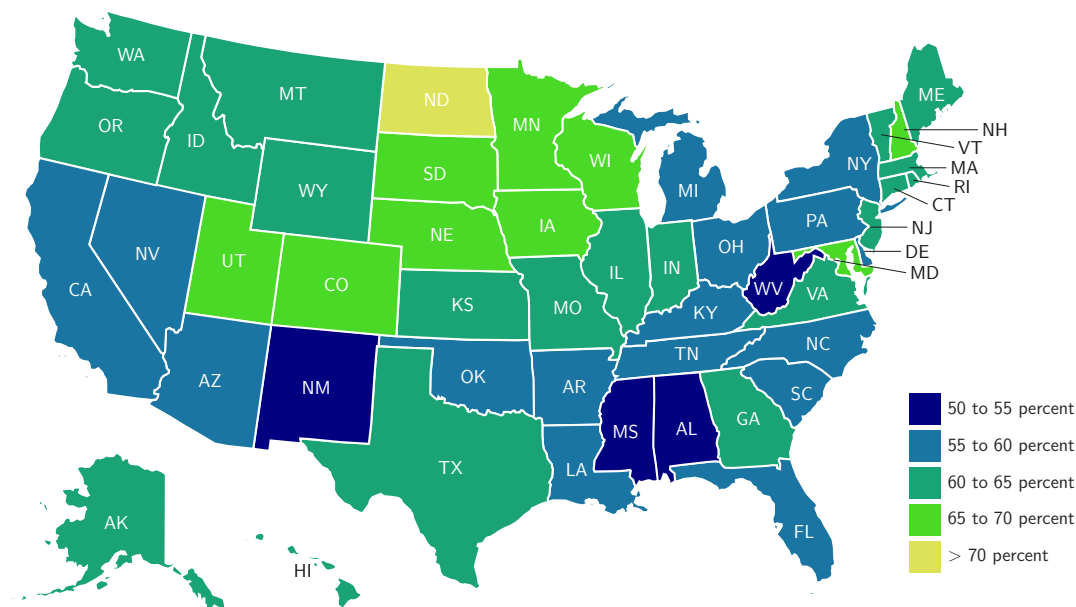 WA
MT
ND
MN
ME
OR
ID
WY
SD
WI
MI
NY
NH
VT
MA
RI
CT
NV
UT
CO
NE
IA
IL
IN
OH
PA
NJ
DE
MD
CA
AZ
NM
KS
MO
KY
WV
VA
OK
AR
TN
NC
SC
TX
LA
MS
AL
GA
FL
AK
HI
50 to 55 percent
55 to 60 percent
60 to 65 percent
65 to 70 percent
> 70 percent